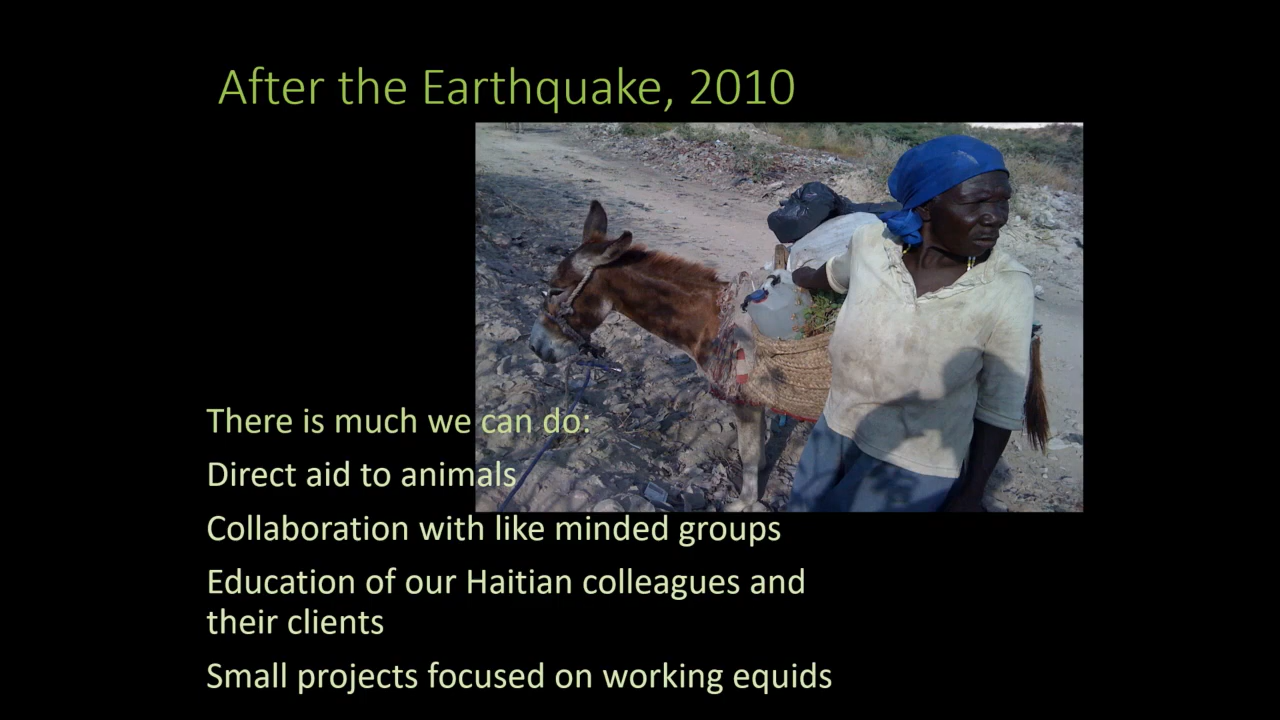 After the Earthquake, 2010
There is much we can do:
Direct aid to animals
Collaboration with like minded groups
Education of our Haitian colleagues and
their clients
Small projects focused on working equids